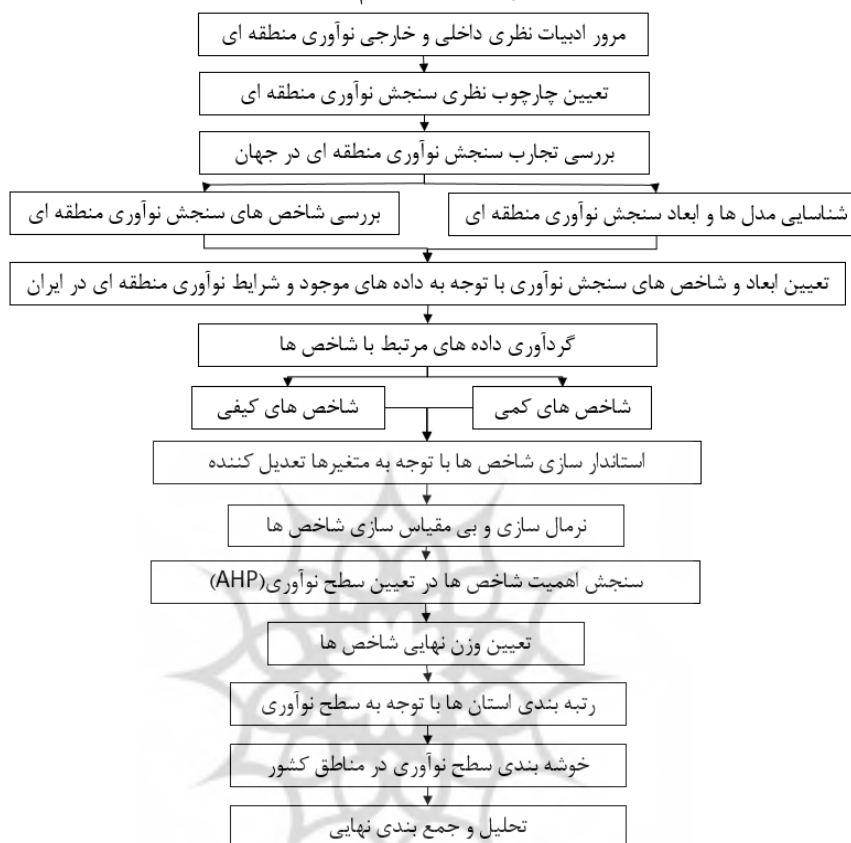 مرور ادبیات نظری داخلی و خارجی نوآوری منطقه ای
تعیین چارچوب نظری سنجش نوآوری منطقه ای
بررسی تجارب سنجش نوآوری منطقه ای در جهان
شناسایی مدل ها و ابعاد سنجش نوآوری منطقه ای
بررسی شاخص های سنجش نوآوری منطقه ای
تعیین ابعاد و شاخص های سنجش نوآوری با توجه به داده های موجود و شرایط نوآوری منطقه ای در ایران
گردآوری داده های مرتبط با شاخص ها
شاخص های کمی
شاخص های کیفی
استاندار سازی شاخص ها با توجه به متغیرها تعدیل کننده
نرمال سازی و بی مقیاس سازی شاخص ها
سنجش اهمیت شاخص ها در تعیین سطح نوآوری(AHP)
تعیین وزن نهایی شاخص ها
رتبه بندی استان ها با توجه به سطح نوآوری
خوشه بندی سطح نوآوری در مناطق کشور
تحلیل و جمع بندی نهایی